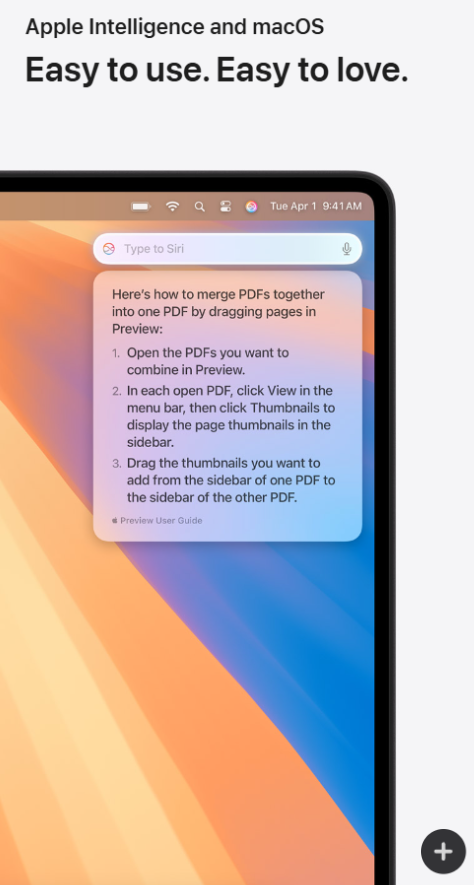 Apple Intelligence and macOS
Easy to use. Easy to love.
Tue Apr 1 9:41 AM
Type to Siri
Here's how to merge PDFs together
into one PDF by dragging pages in
Preview:
1. Open the PDFs you want to
combine in Preview.
2. In each open PDF, click View in the
menu bar, then click Thumbnails to
display the page thumbnails in the
sidebar.
3. Drag the thumbnails you want to
add from the sidebar of one PDF to
the sidebar of the other PDF.
Preview User Guide